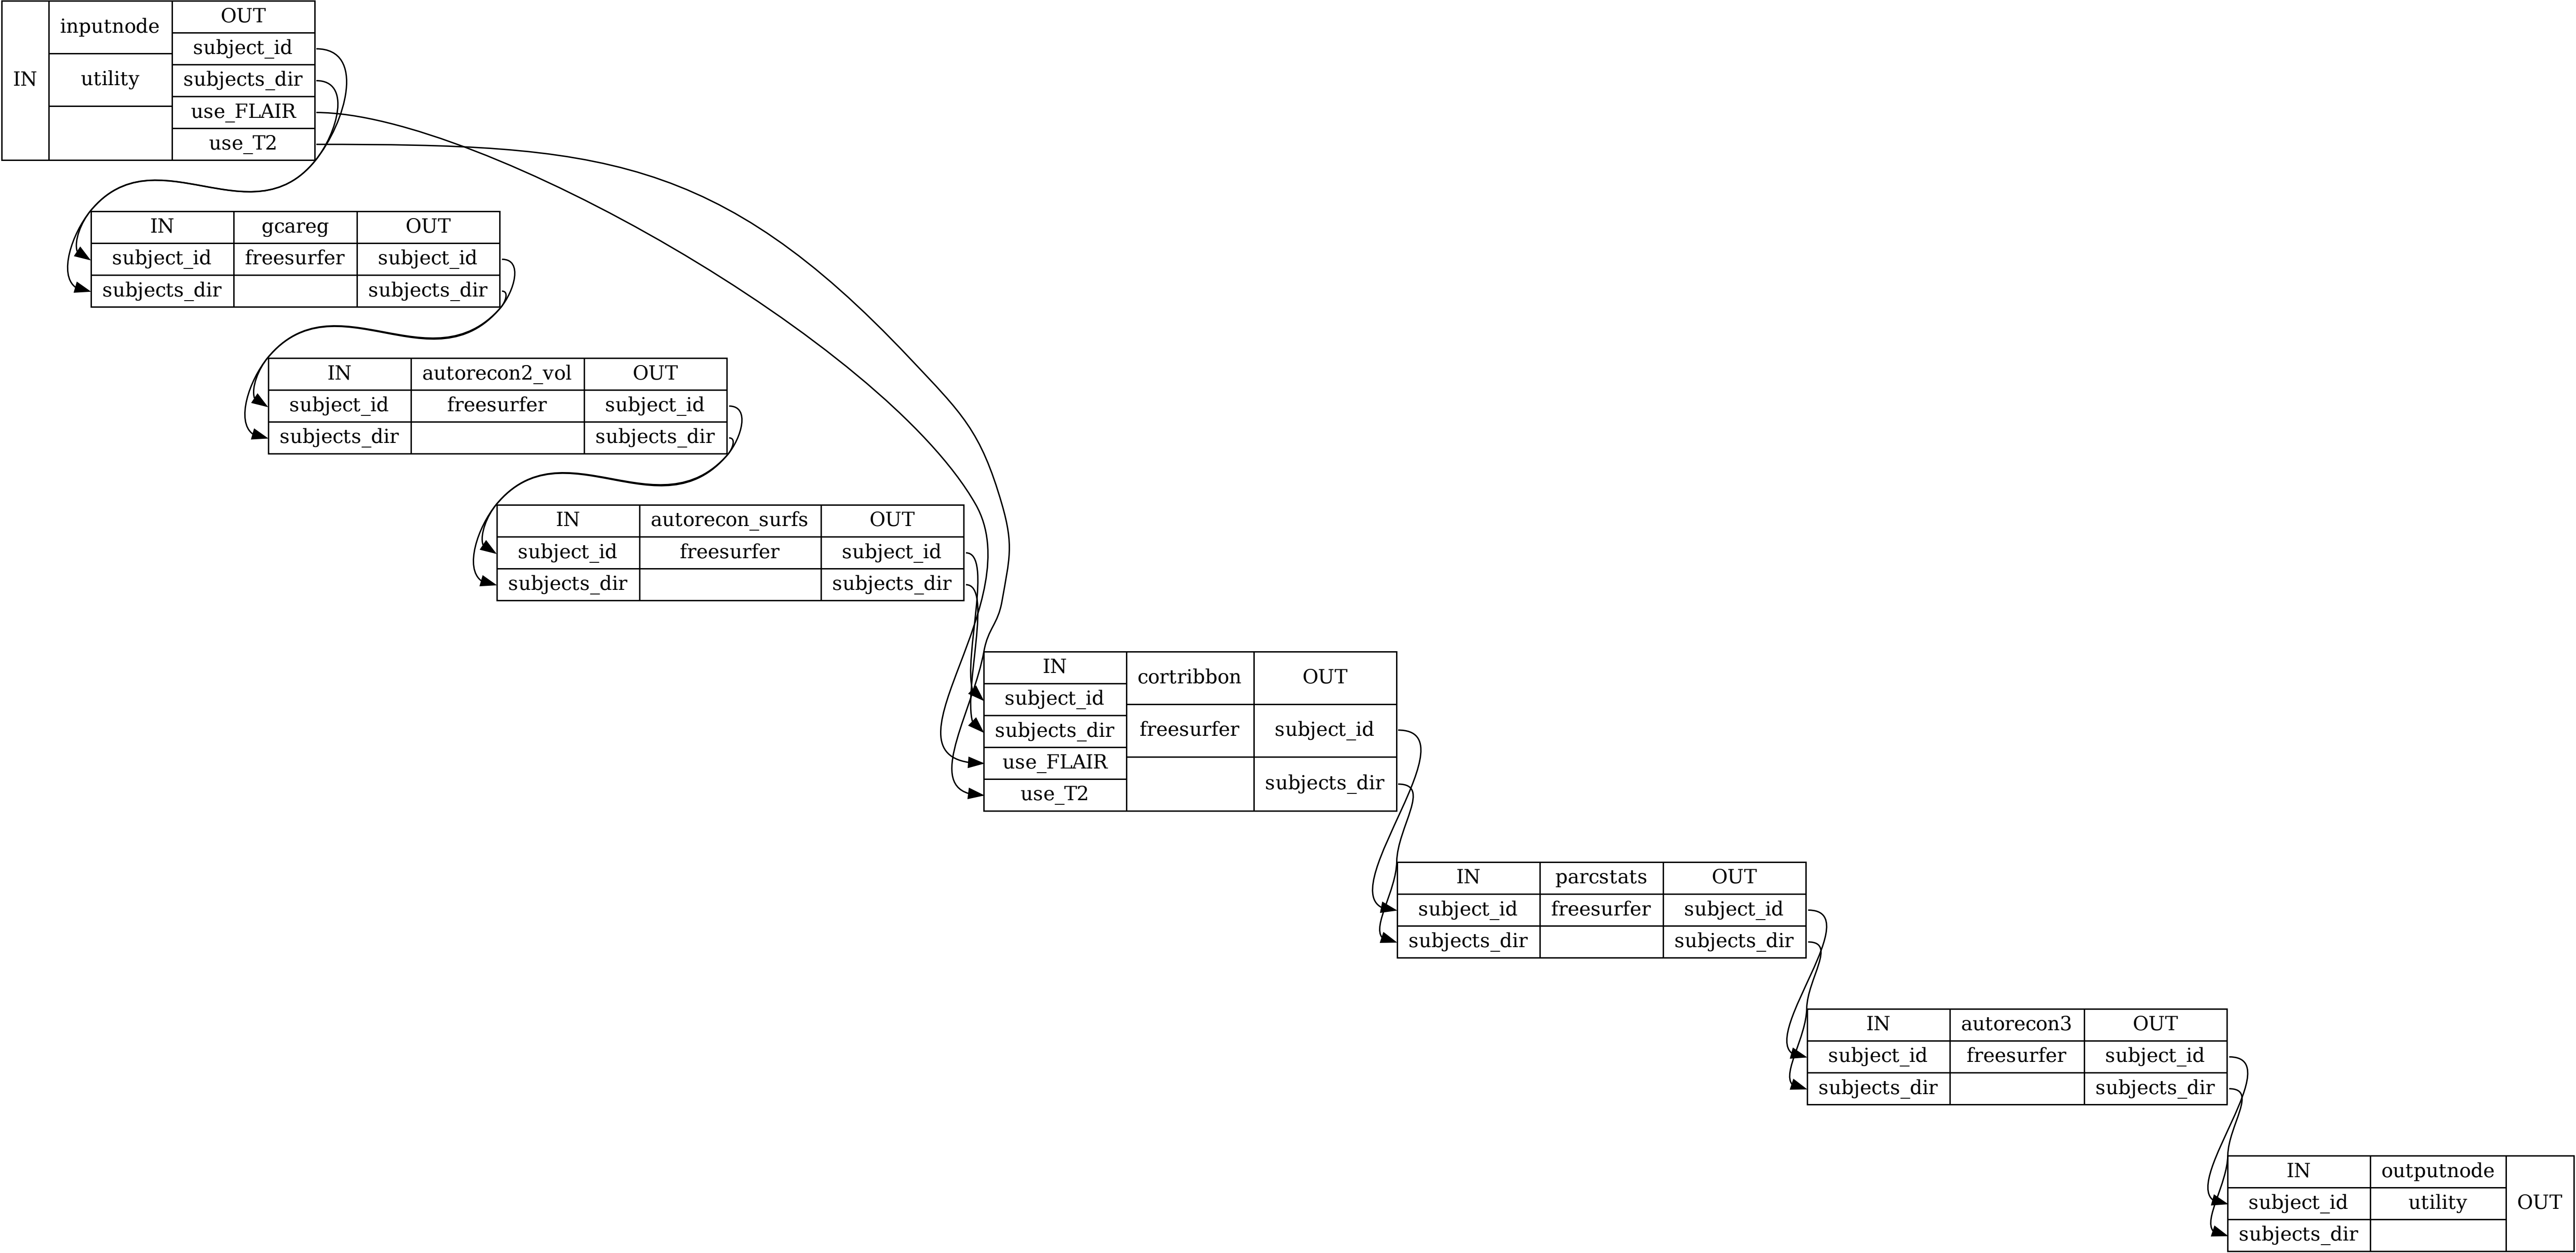 IN
inputnode
utility
OUT
subject_id
subjects_dir
use_FLAIR
use_T2
IN
subject_id
subjects_dir
gcareg
freesurfer
OUT
subject_id
subjects_dir
IN
subject_id
subjects_dir
autorecon2_vol
freesurfer
OUT
subject_id
subjects_dir
IN
subject_id
subjects_dir
autorecon_surfs
freesurfer
OUT
subject_id
subjects_dir
IN
subject_id
subjects_dir
use_FLAIR
use_T2
cortribbon
freesurfer
OUT
subject_id
subjects_dir
IN
subject_id
subjects_dir
parcstats
freesurfer
OUT
subject_id
subjects_dir
IN
subject_id
subjects_dir
autorecon3
freesurfer
OUT
subject_id
subjects_dir
IN
subject_id
subjects_dir
outputnode
utility
OUT